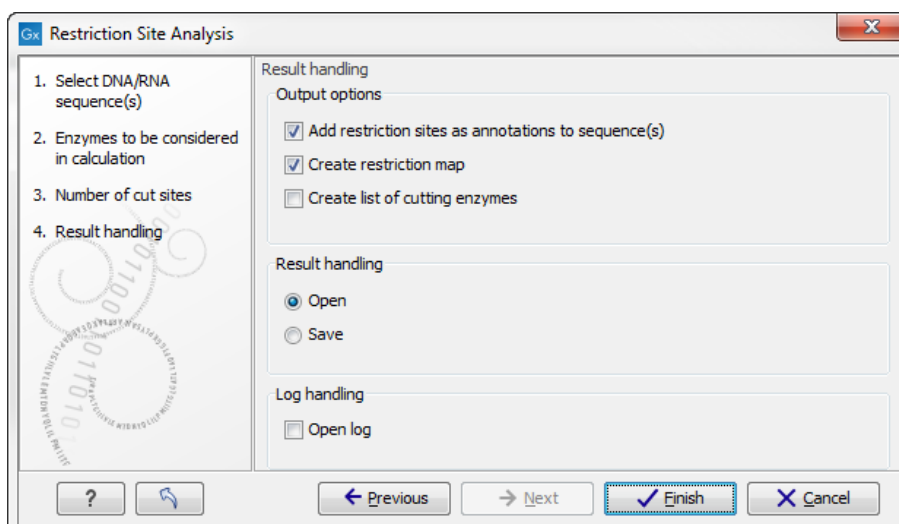 Gx Restriction Site Analysis
X
1. Select DNA/RNA
sequence(s)
2. Enzymes to be considered
in calculation
3. Number of cut sites
4. Result handling
Result handling
Output options
Add restriction sites as annotations to sequence(s)
Create restriction map
Create list of cutting enzymes
Result handling
Open
Save
Log handling
Open log
?
Previous
Next
Finish
Cancel